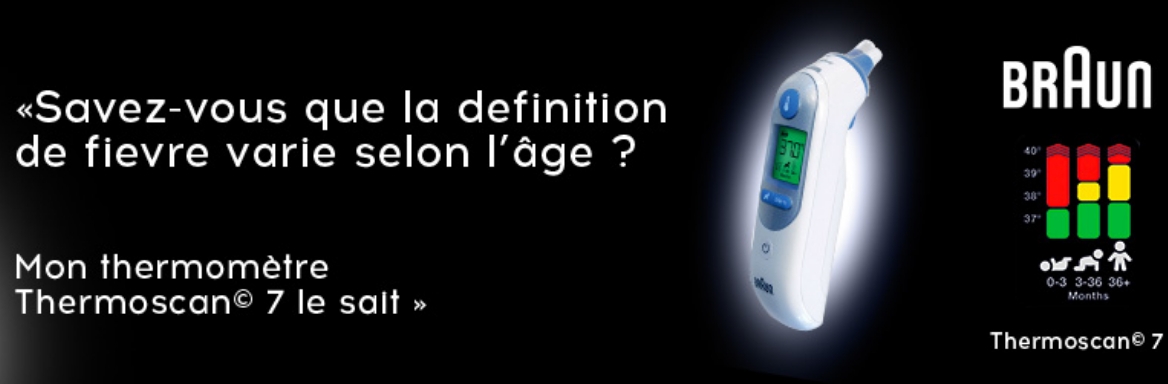 «Savez-vous que la definition
de fievre varie selon l'âge ?
Mon thermomètre
Thermoscan© 7 le sait »
BRAUN
BRAUN
40°
39°
38°
37°
0-3 3-36 36+
Months
Thermoscan© 7